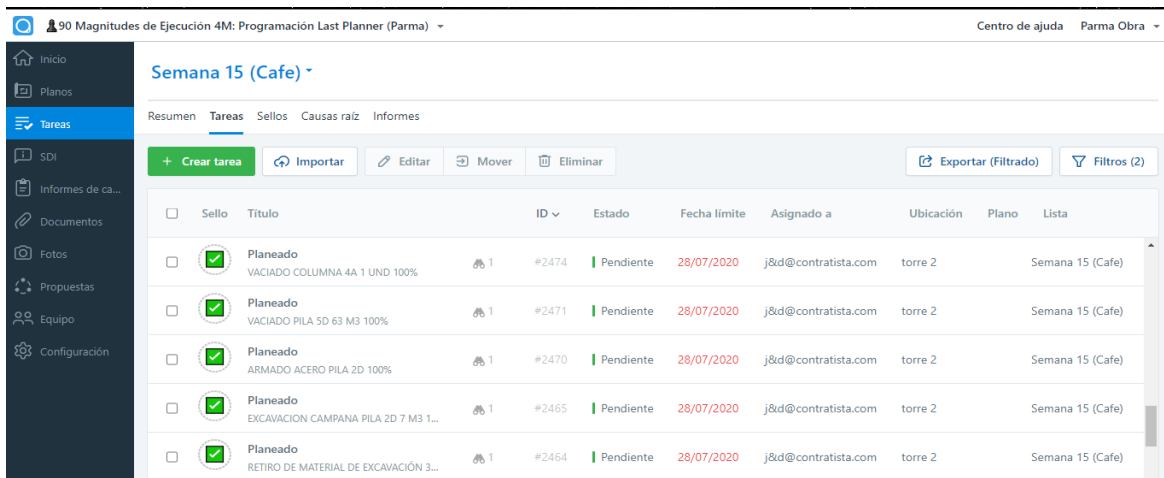 90 Magnitudes de Ejecución 4M: Programación Last Planner (Parma)
Centro de ayuda
Parma Obra
Inicio
Planos
Tareas
SDI
Informes de ca...
Documentos
Fotos
Propuestas
Equipo
Configuración
Semana 15 (Cafe)
Resumen Tareas Sellos Causas raíz Informes
+ Crear tarea Importar Editar Mover Eliminar Exportar (Filtrado) Filtros (2)
Sello Título ID Estado Fecha límite Asignado a Ubicación Plano Lista
Planeado
VACIADO COLUMNA 4A 1 UND 100% 1 #2474 Pendiente 28/07/2020 j&d@contratista.com torre 2 Semana 15 (Cafe)
Planeado
VACIADO PILA 5D 63 M3 100% 1 #2471 Pendiente 28/07/2020 j&d@contratista.com torre 2 Semana 15 (Cafe)
Planeado
ARMADO ACERO PILA 2D 100% 1 #2470 Pendiente 28/07/2020 j&d@contratista.com torre 2 Semana 15 (Cafe)
Planeado
EXCAVACION CAMPANA PILA 2D 7 M3 1... 1 #2465 Pendiente 28/07/2020 j&d@contratista.com torre 2 Semana 15 (Cafe)
Planeado
RETIRO DE MATERIAL DE EXCAVACIÓN 3... 1 #2464 Pendiente 28/07/2020 j&d@contratista.com torre 2 Semana 15 (Cafe)